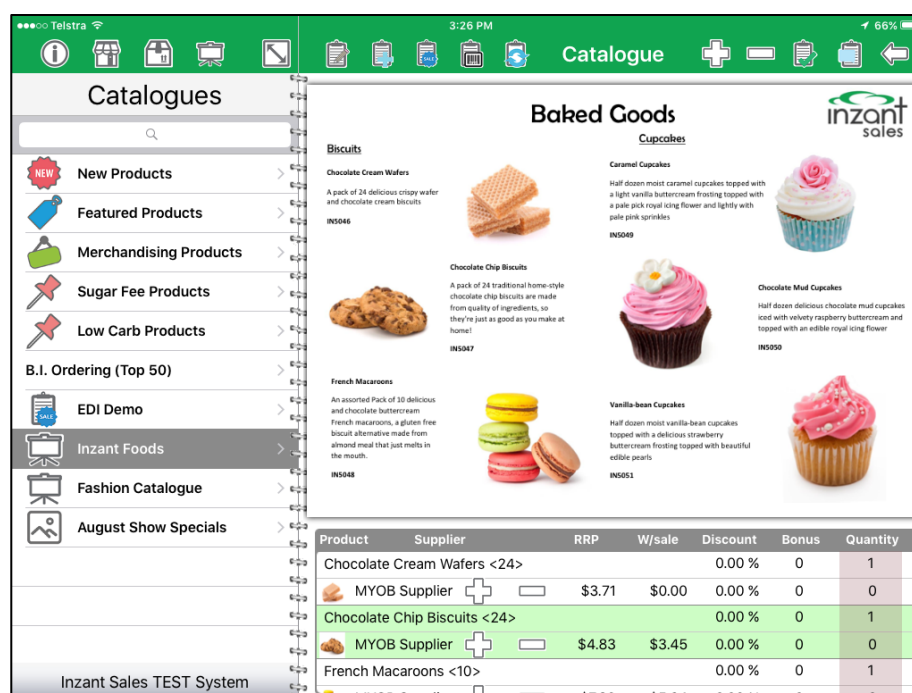 Telstra
3:26 PM
66%
Catalogue
Catalogues
NEW
New Products
Featured Products
Merchandising Products
Sugar Fee Products
Low Carb Products
B.I. Ordering (Top 50)
SALE
EDI Demo
Inzant Foods
Fashion Catalogue
August Show Specials
Inzant Sales TEST System
SALE
Baked Goods
inzant
sales
Biscuits
Chocolate Cream Wafers
A pack of 24 delicious crispy wafer
and chocolate cream biscuits
IN5046
Chocolate Chip Biscuits
A pack of 24 traditional home-style
chocolate chip biscuits are made
from quality of ingredients, so
they're just as good as you make at
home!
IN5047
French Macaroons
An assorted Pack of 10 delicious
and chocolate buttercream
French macaroons, a gluten free
biscuit alternative made from
almond meal that just melts in
the mouth.
IN5048
Cupcakes
Caramel Cupcakes
Half dozen moist caramel cupcakes topped with
a light vanilla buttercream frosting topped with
a pale pick royal icing flower and lightly with
pale pink sprinkles
IN5049
Chocolate Mud Cupcakes
Half dozen delicious chocolate mud cupcakes
iced with velvety raspberry buttercream and
topped with an edible royal icing flower
IN5050
Vanilla-bean Cupcakes
Half dozen moist vanilla-bean cupcakes
topped with a delicious strawberry
buttercream frosting topped with beautiful
edible pearls
IN5051
Product Supplier RRP W/sale Discount Bonus Quantity
Chocolate Cream Wafers <24> 0.00 % 0 1
MYOB Supplier $3.71 $0.00 0.00 % 0 0
Chocolate Chip Biscuits <24> 0.00 % 0 1
MYOB Supplier $4.83 $3.45 0.00 % 0 0
French Macaroons <10> 0.00 % 0 1